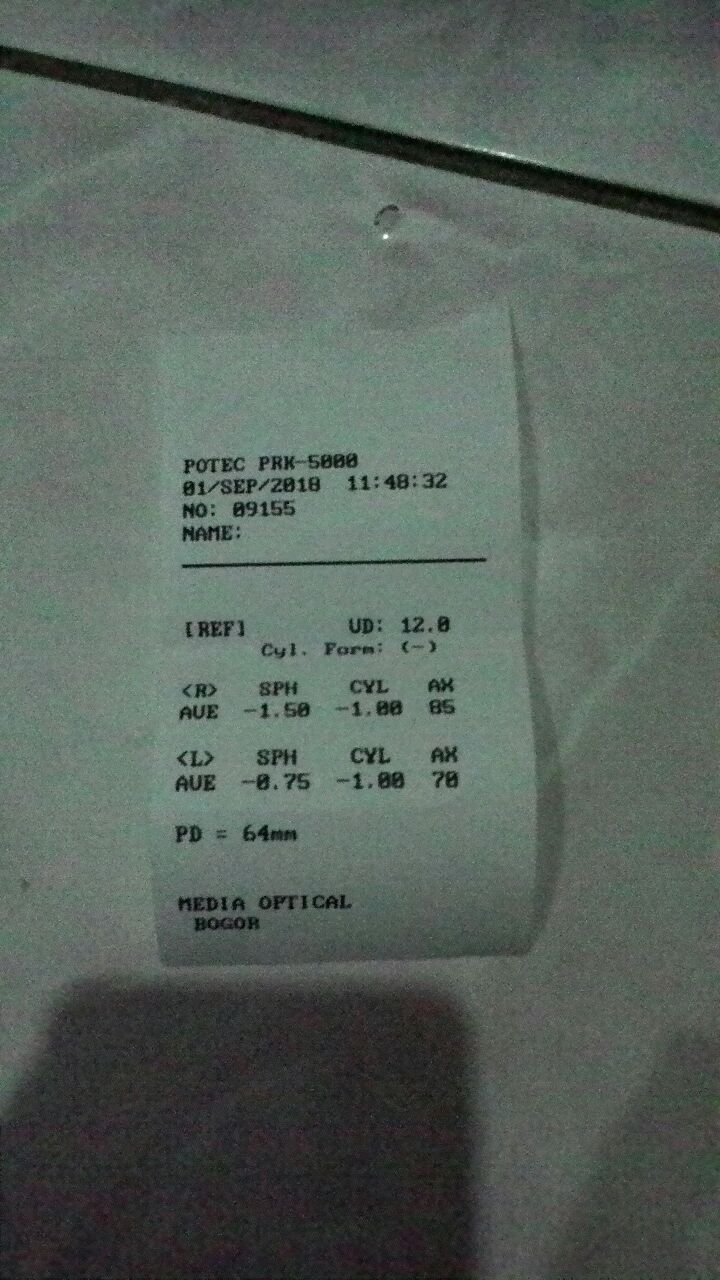 POTEC PRK-5000
01/SEP/2018 11:48:32
NO: 09155
NAME:
[REF] VD: 12.0
Cyl. Form: (-)
<R> SPH CYL AX
AVE -1.50 -1.00 85
<L> SPH CYL AX
AVE -0.75 -1.00 70
PD = 64mm
MEDIA OPTICAL
BOGOR